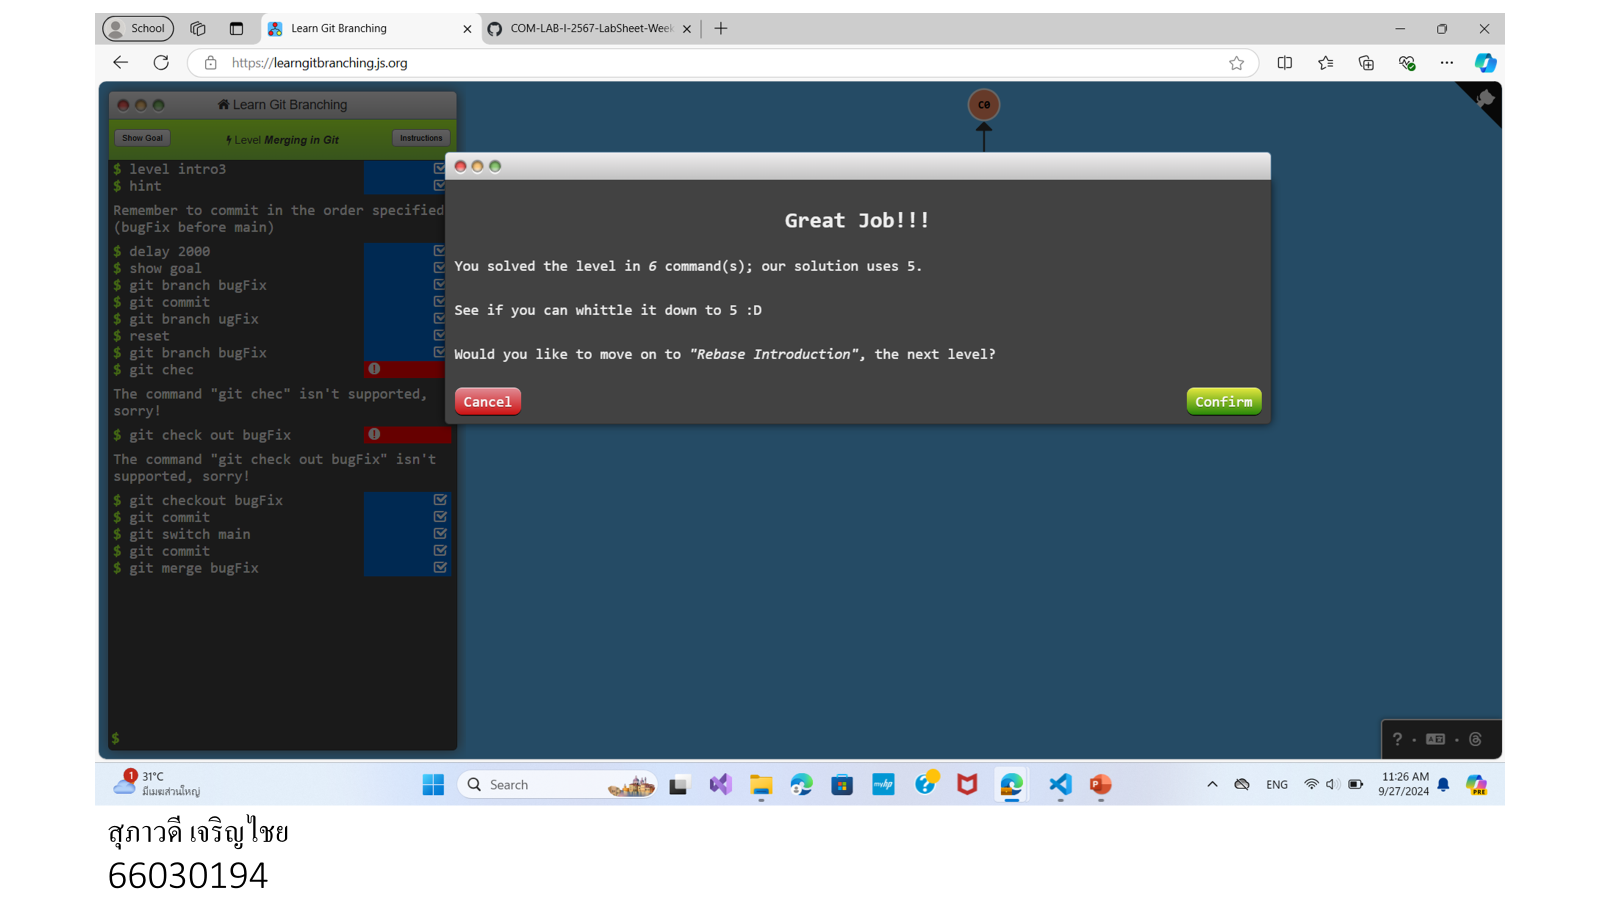 School
Learn Git Branching
COM-LAB-I-2567-LabSheet-Week
https://learngitbranching.js.org
Learn Git Branching
Show Goal
Level Merging in Git
Instructions
$ level intro3
$ hint
Remember to commit in the order specified
(bugFix before main)
$ delay 2000
$ show goal
$ git branch bugFix
$ git commit
$ git branch ugFix
$ reset
$ git branch bugFix
$ git chec
The command "git chec" isn't supported,
sorry!
$ git check out bugFix
The command "git check out bugFix" isn't
supported, sorry!
$ git checkout bugFix
$ git commit
$ git switch main
$ git commit
$ git merge bugFix
$
C0
Great Job!!!
You solved the level in 6 command(s); our solution uses 5.
See if you can whittle it down to 5 :D
Would you like to move on to "Rebase Introduction", the next level?
Cancel
Confirm
1
31°C
มีเมฆส่วนใหญ่
Search
myhp
ENG
11:26 AM
9/27/2024
PRE
สุภาวดี เจริญไชย
66030194